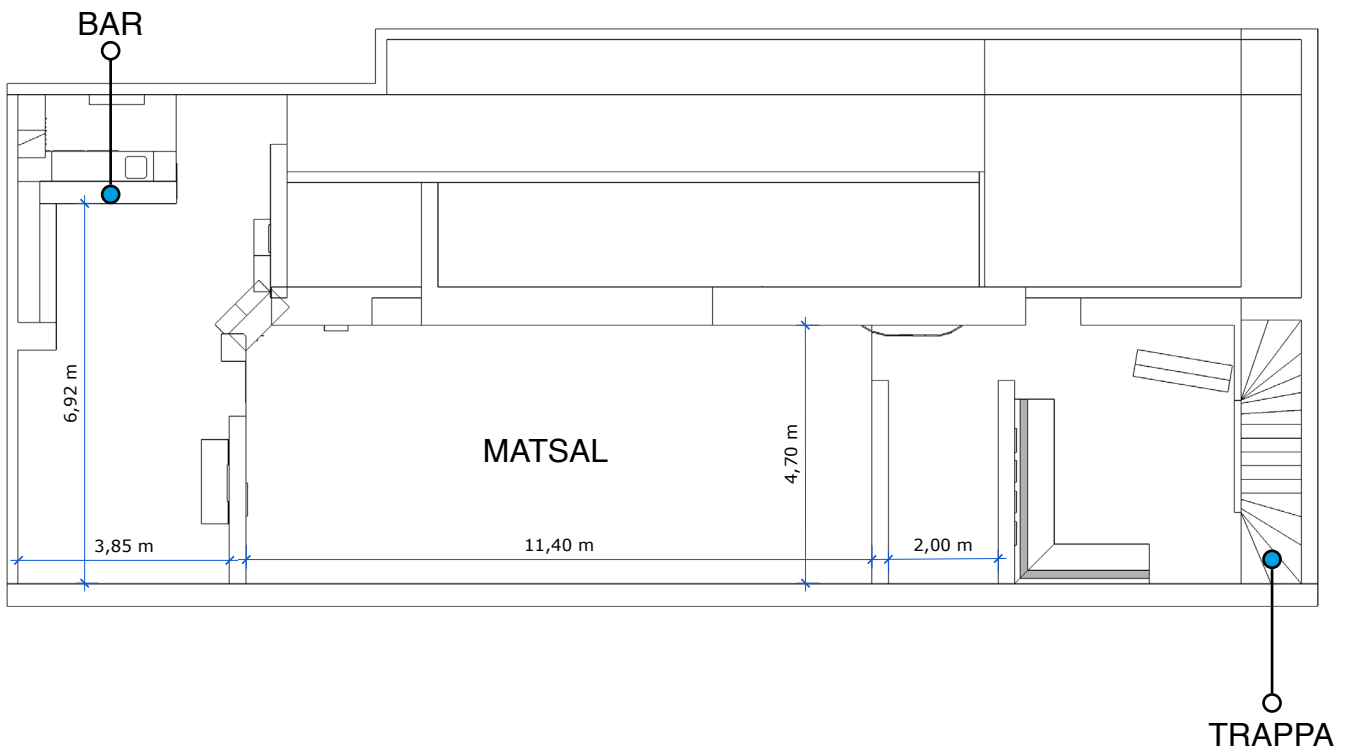 BAR
6,92 m
4,70 m
MATSAL
3,85 m
11,40 m
2,00 m
TRAPPA